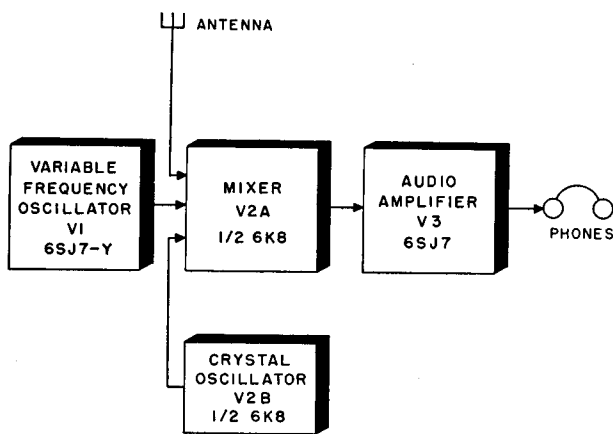 ANTENNA
VARIABLE
FREQUENCY
OSCILLATOR
V1
6SJ7-Y
MIXER
V2A
1/2 6K8
AUDIO
AMPLIFIER
V3
6SJ7
PHONES
CRYSTAL
OSCILLATOR
V2B
1/2 6K8